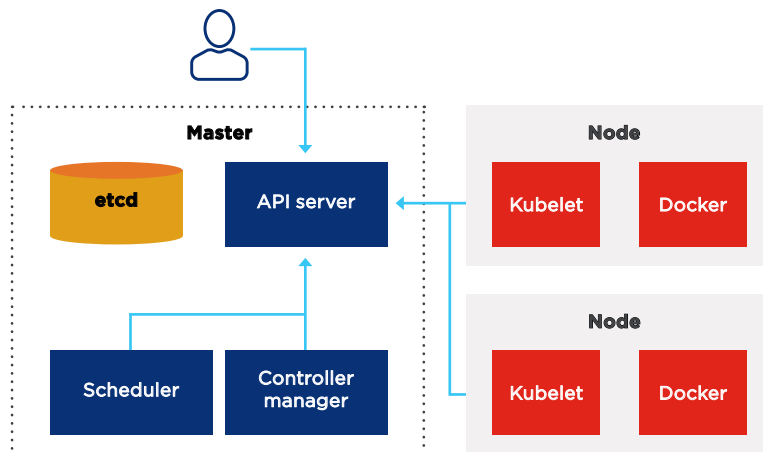 Master
etcd
API server
Scheduler
Controller
manager
Node
Kubelet
Docker
Node
Kubelet
Docker